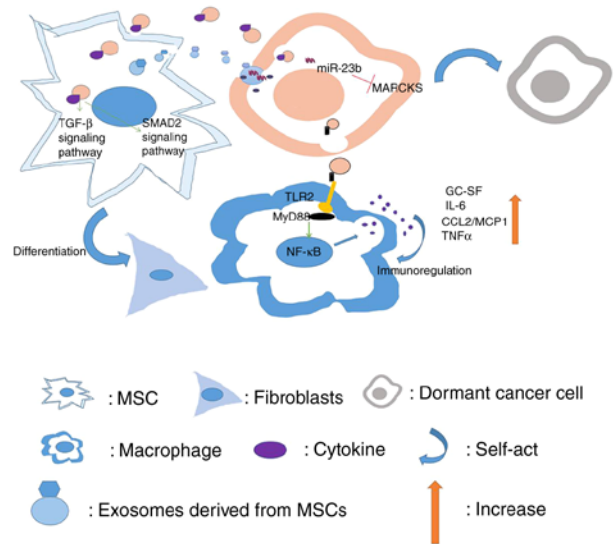 miR-23b
MARCKS
TGF-β
signaling
pathway
SMAD2
signaling
pathway
TLR2
MyD88
NF-κB
GC-SF
IL-6
CCL2/MCP1
TNFα
Differentiation
Immunoregulation
: MSC
: Fibroblasts
: Dormant cancer cell
: Macrophage
: Cytokine
: Self-act
: Exosomes derived from MSCs
: Increase